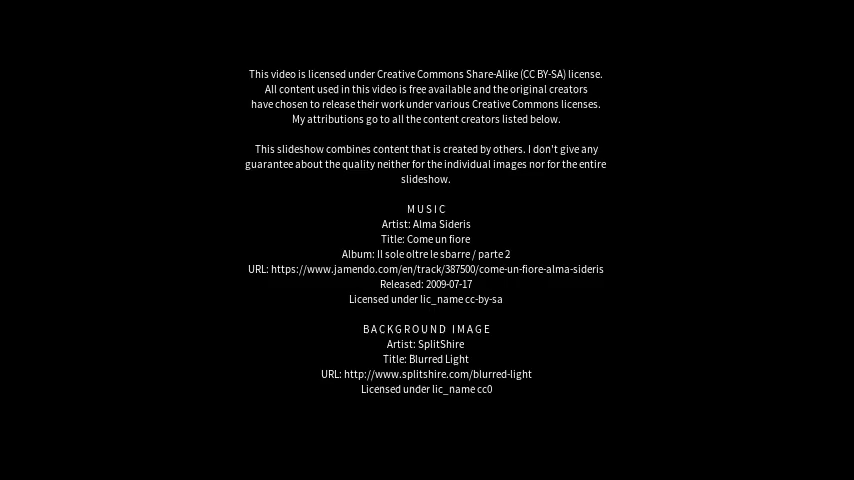 This video is licensed under Creative Commons Share-Alike (CC BY-SA) license.
All content used in this video is free available and the original creators
have chosen to release their work under various Creative Commons licenses.
My attributions go to all the content creators listed below.
This slideshow combines content that is created by others. I don't give any
guarantee about the quality neither for the individual images nor for the entire
slideshow.
MUSIC
Artist: Alma Sideris
Title: Come un fiore
Album: Il sole oltre le sbarre / parte 2
URL: https://www.jamendo.com/en/track/387500/come-un-fiore-alma-sideris
Released: 2009-07-17
Licensed under lic_name cc-by-sa
BACKGROUND IMAGE
Artist: SplitShire
Title: Blurred Light
URL: http://www.splitshire.com/blurred-light
Licensed under lic_name cc0